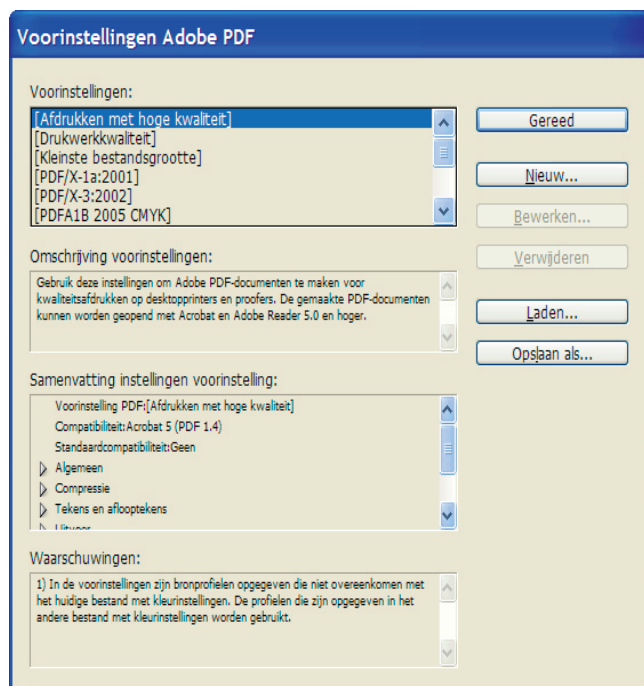 Voorinstellingen Adobe PDF
Voorinstellingen:
[Afdrukken met hoge kwaliteit]
[Drukwerkkwaliteit]
[Kleinste bestandsgrootte]
[PDF/X-1a:2001]
[PDF/X-3:2002]
[PDFA1B 2005 CMYK]
Gereed
Nieuw...
Bewerken...
Verwijderen
Laden...
Opslaan als...
Omschrijving voorinstellingen:
Gebruik deze instellingen om Adobe PDF-documenten te maken voor
kwaliteitsafdrukken op desktopprinters en proofers. De gemaakte PDF-documenten
kunnen worden geopend met Acrobat en Adobe Reader 5.0 en hoger.
Samenvatting instellingen voorinstelling:
Voorinstelling PDF:[Afdrukken met hoge kwaliteit]
Compatibiliteit:Acrobat 5 (PDF 1.4)
Standaardcompatibiliteit:Geen
Algemeen
Compressie
Tekens en aflooptekens
Uitvoer
Waarschuwingen:
1) In de voorinstellingen zijn bronprofielen opgegeven die niet overeenkomen met
het huidige bestand met kleurinstellingen. De profielen die zijn opgegeven in het
andere bestand met kleurinstellingen worden gebruikt.